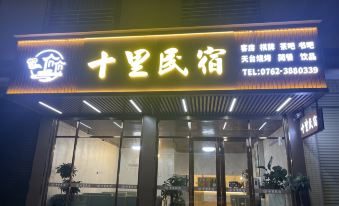 十里民宿
客房 棋牌 茶吧 书吧
天台烧烤 简餐 饮品
TEL:0762-3880339